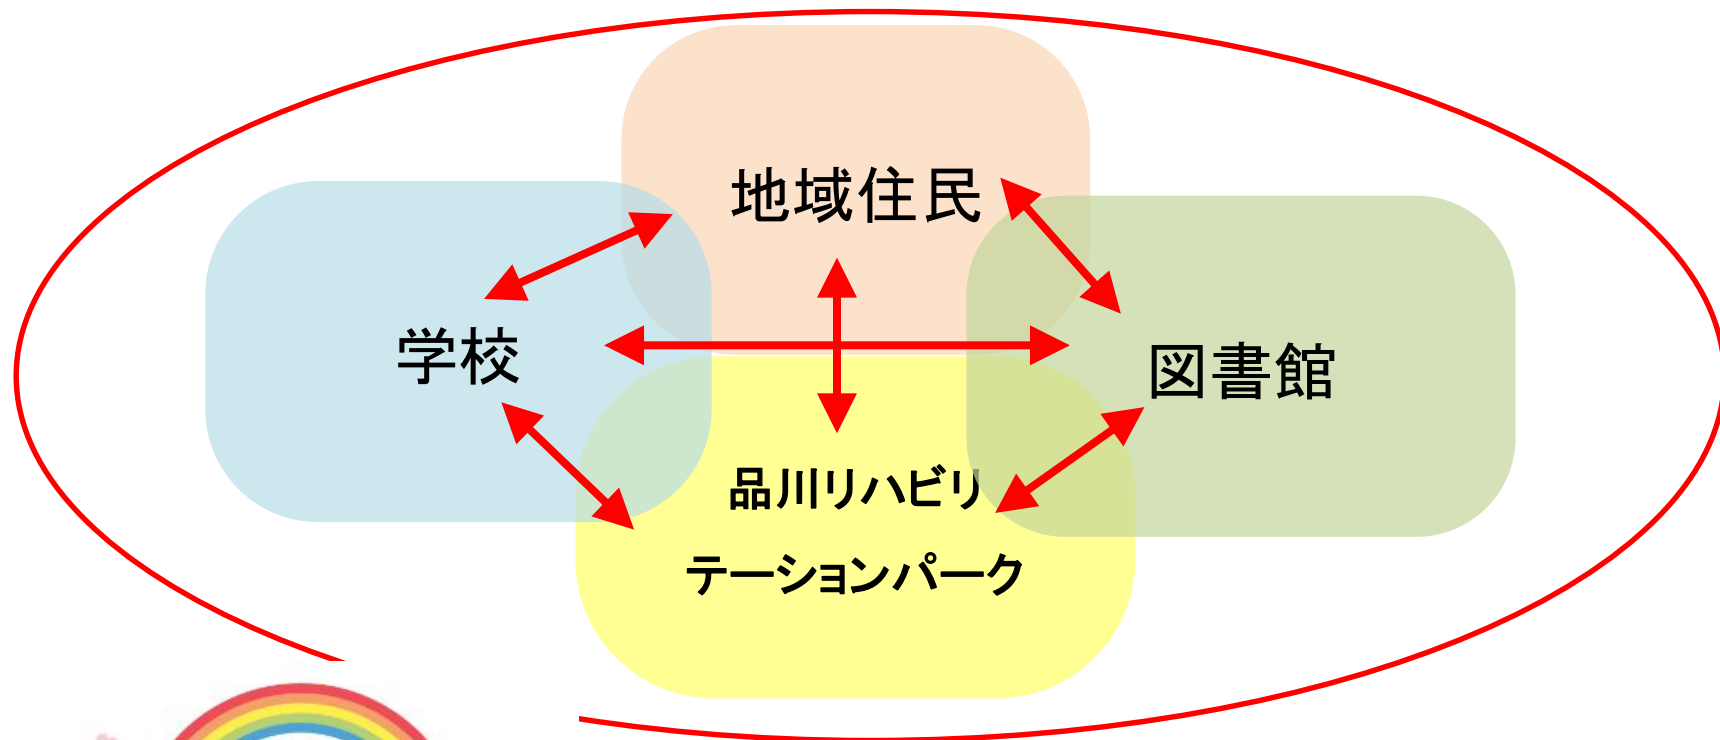 地域住民
学校
図書館
品川リハビリ
テーションパーク